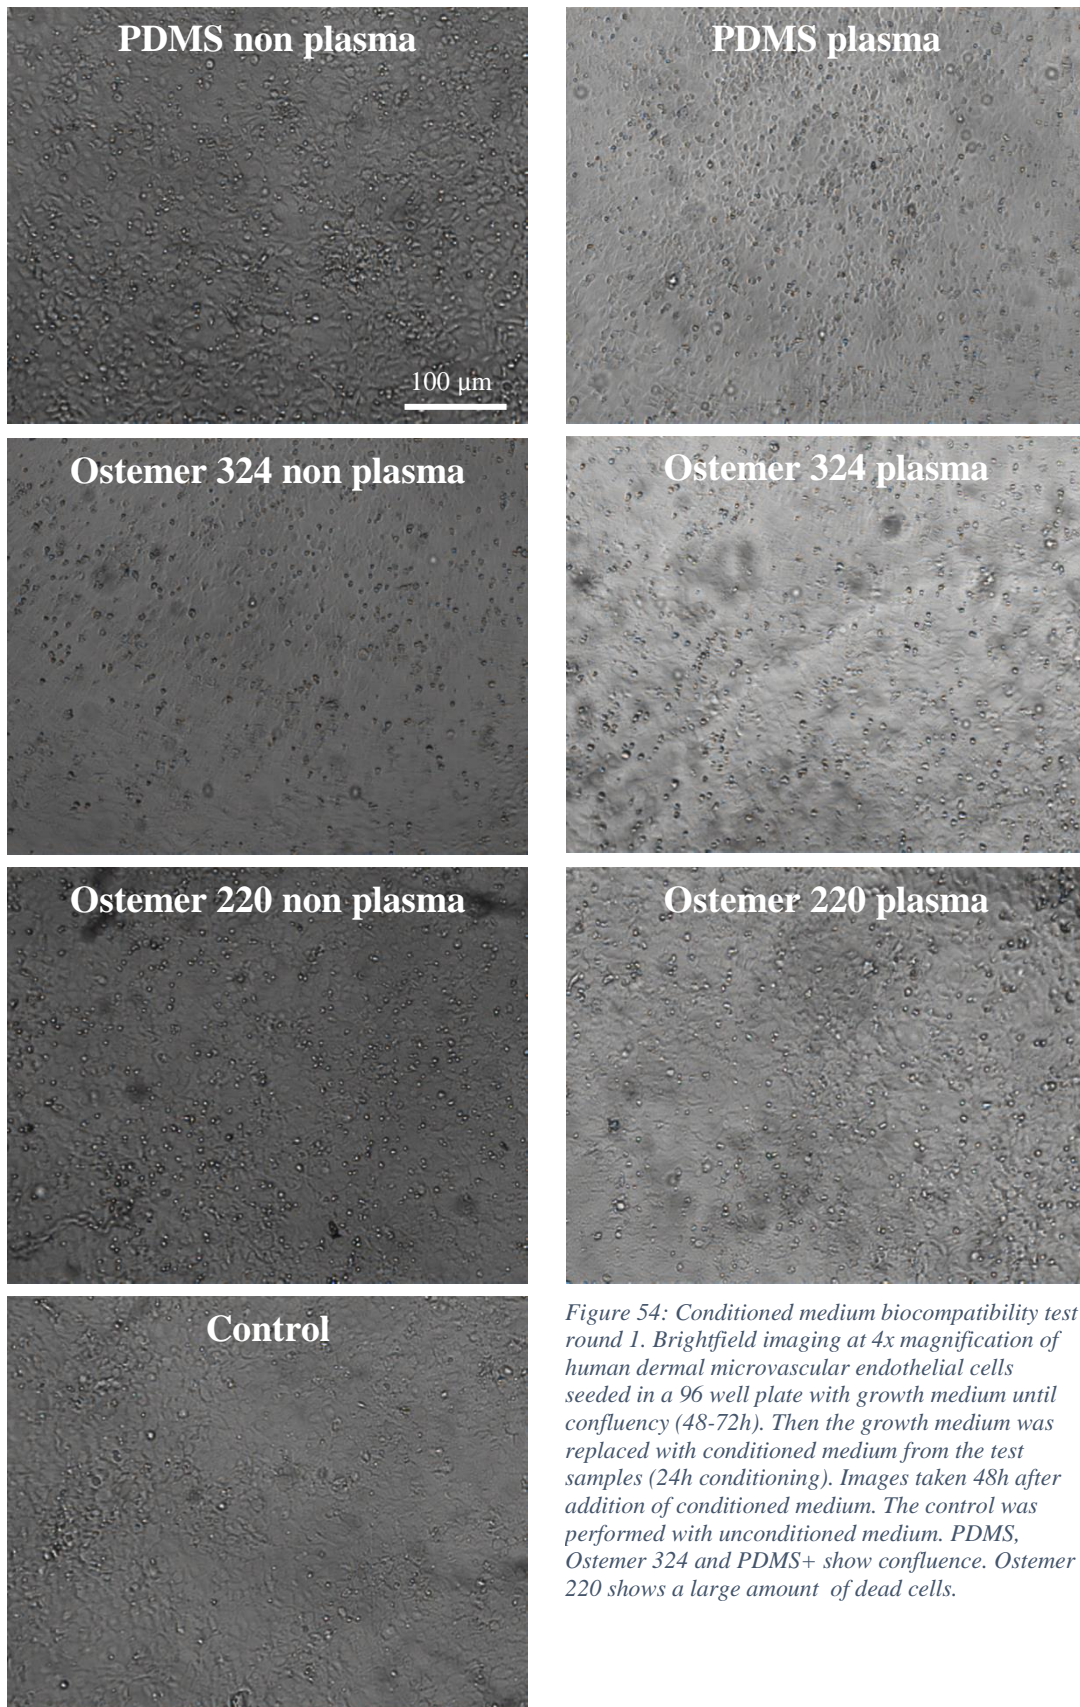 PDMS non plasma
PDMS plasma
100 μm
Ostemer 324 non plasma
Ostemer 324 plasma
Ostemer 220 non plasma
Ostemer 220 plasma
Control
Figure 54: Conditioned medium biocompatibility test
round 1. Brightfield imaging at 4x magnification of
human dermal microvascular endothelial cells
seeded in a 96 well plate with growth medium until
confluency (48-72h). Then the growth medium was
replaced with conditioned medium from the test
samples (24h conditioning). Images taken 48h after
addition of conditioned medium. The control was
performed with unconditioned medium. PDMS,
Ostemer 324 and PDMS+ show confluence. Ostemer
220 shows a large amount of dead cells.